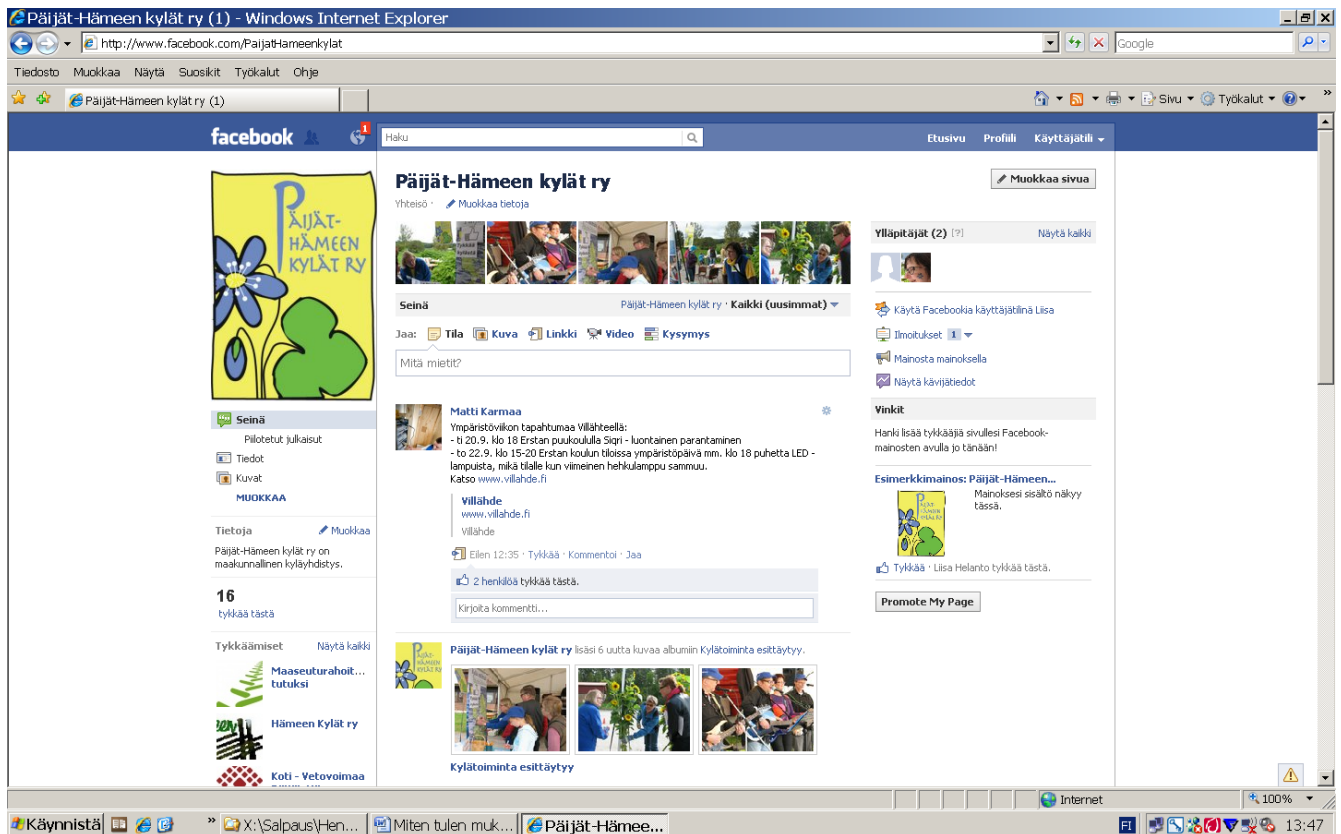 Päijät-Hämeen kylät ry (1) - Windows Internet Explorer
http://www.facebook.com/PaijatHameenkylat
Google
Tiedosto Muokkaa Näytä Suosikit Työkalut Ohje
Päijät-Hämeen kylät ry (1)
Sivu Työkalut »
facebook 1 Haku Etusivu Profiili Käyttäjätili
PÄIJÄT-
HÄMEEN
KYLÄT RY
Seinä
Piilotetut julkaisut
Tiedot
Kuvat
MUOKKAA
Tietoja Muokkaa
Päijät-Hämeen kylät ry on
maakunnallinen kyläyhdistys.
16
tykkää tästä
Tykkäämiset Näytä kaikki
Maaseuturahoit...
tutuksi
Hämeen Kylät ry
Koti - Vetovoimaa
Päijät-Hämeen kylät ry
Yhteisö · Muokkaa tietoja
Seinä Päijät-Hämeen kylät ry · Kaikki (uusimmat)
Jaa: Tila Kuva Linkki Video Kysymys
Mitä mietit?
Matti Karmaa
Ympäristöviikon tapahtumaa Villähteellä:
- ti 20.9. klo 18 Erstan puukoululla Siqri - luontainen parantaminen
- to 22.9. klo 15-20 Erstan koulun tiloissa ympäristöpäivä mm. klo 18 puhetta LED -
lampuista, mikä tilalle kun viimeinen hehkulamppu sammuu.
Katso www.villahde.fi
Villähde
www.villahde.fi
Villähde
Eilen 12:35 · Tykkää · Kommentoi · Jaa
2 henkilöä tykkää tästä.
Kirjoita kommentti...
Päijät-Hämeen kylät ry lisäsi 6 uutta kuvaa albumiin Kylätoiminta esittäytyy.
Kylätoiminta esittäytyy
Muokkaa sivua
Ylläpitäjät (2) [?] Näytä kaikki
Käytä Facebookia käyttäjätilinä Liisa
Ilmoitukset 1
Mainosta mainoksella
Näytä kävijätiedot
Vinkit
Hanki lisää tykkääjiä sivullesi Facebook-
mainosten avulla jo tänään!
Esimerkkimainos: Päijät-Hämeen...
Mainoksesi sisältö näkyy
tässä.
Tykkää · Liisa Helanto tykkää tästä.
Promote My Page
Internet 100%
Käynnistä » X:\Salpaus\Hen... Miten tulen muk... Päijät-Hämee... FI 13:47